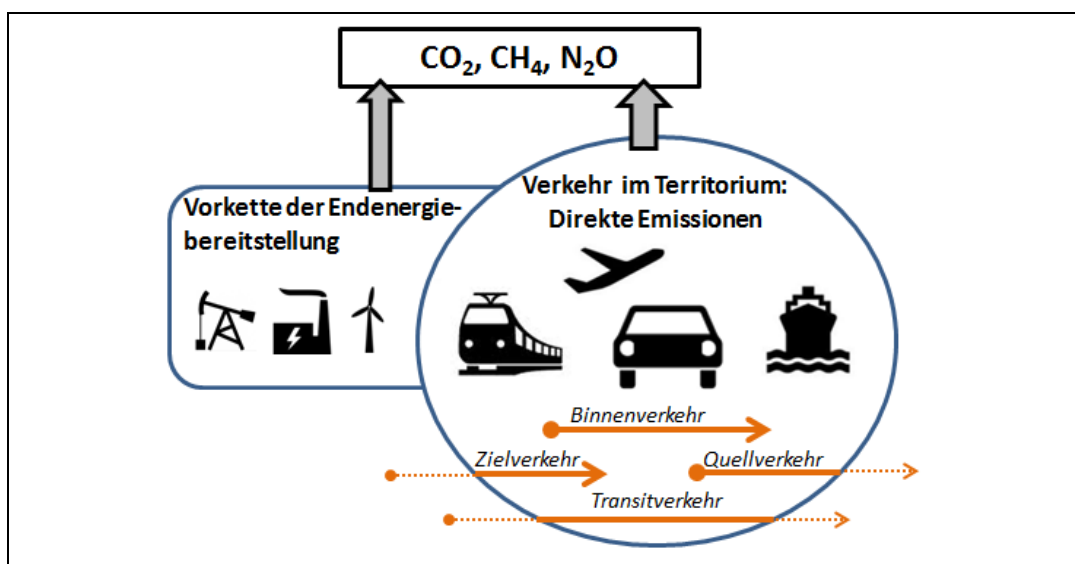 CO₂, CH₄, N₂O
Vorkette der Endenergie-
bereitstellung
Verkehr im Territorium:
Direkte Emissionen
Binnenverkehr
Zielverkehr
Quellverkehr
Transitverkehr